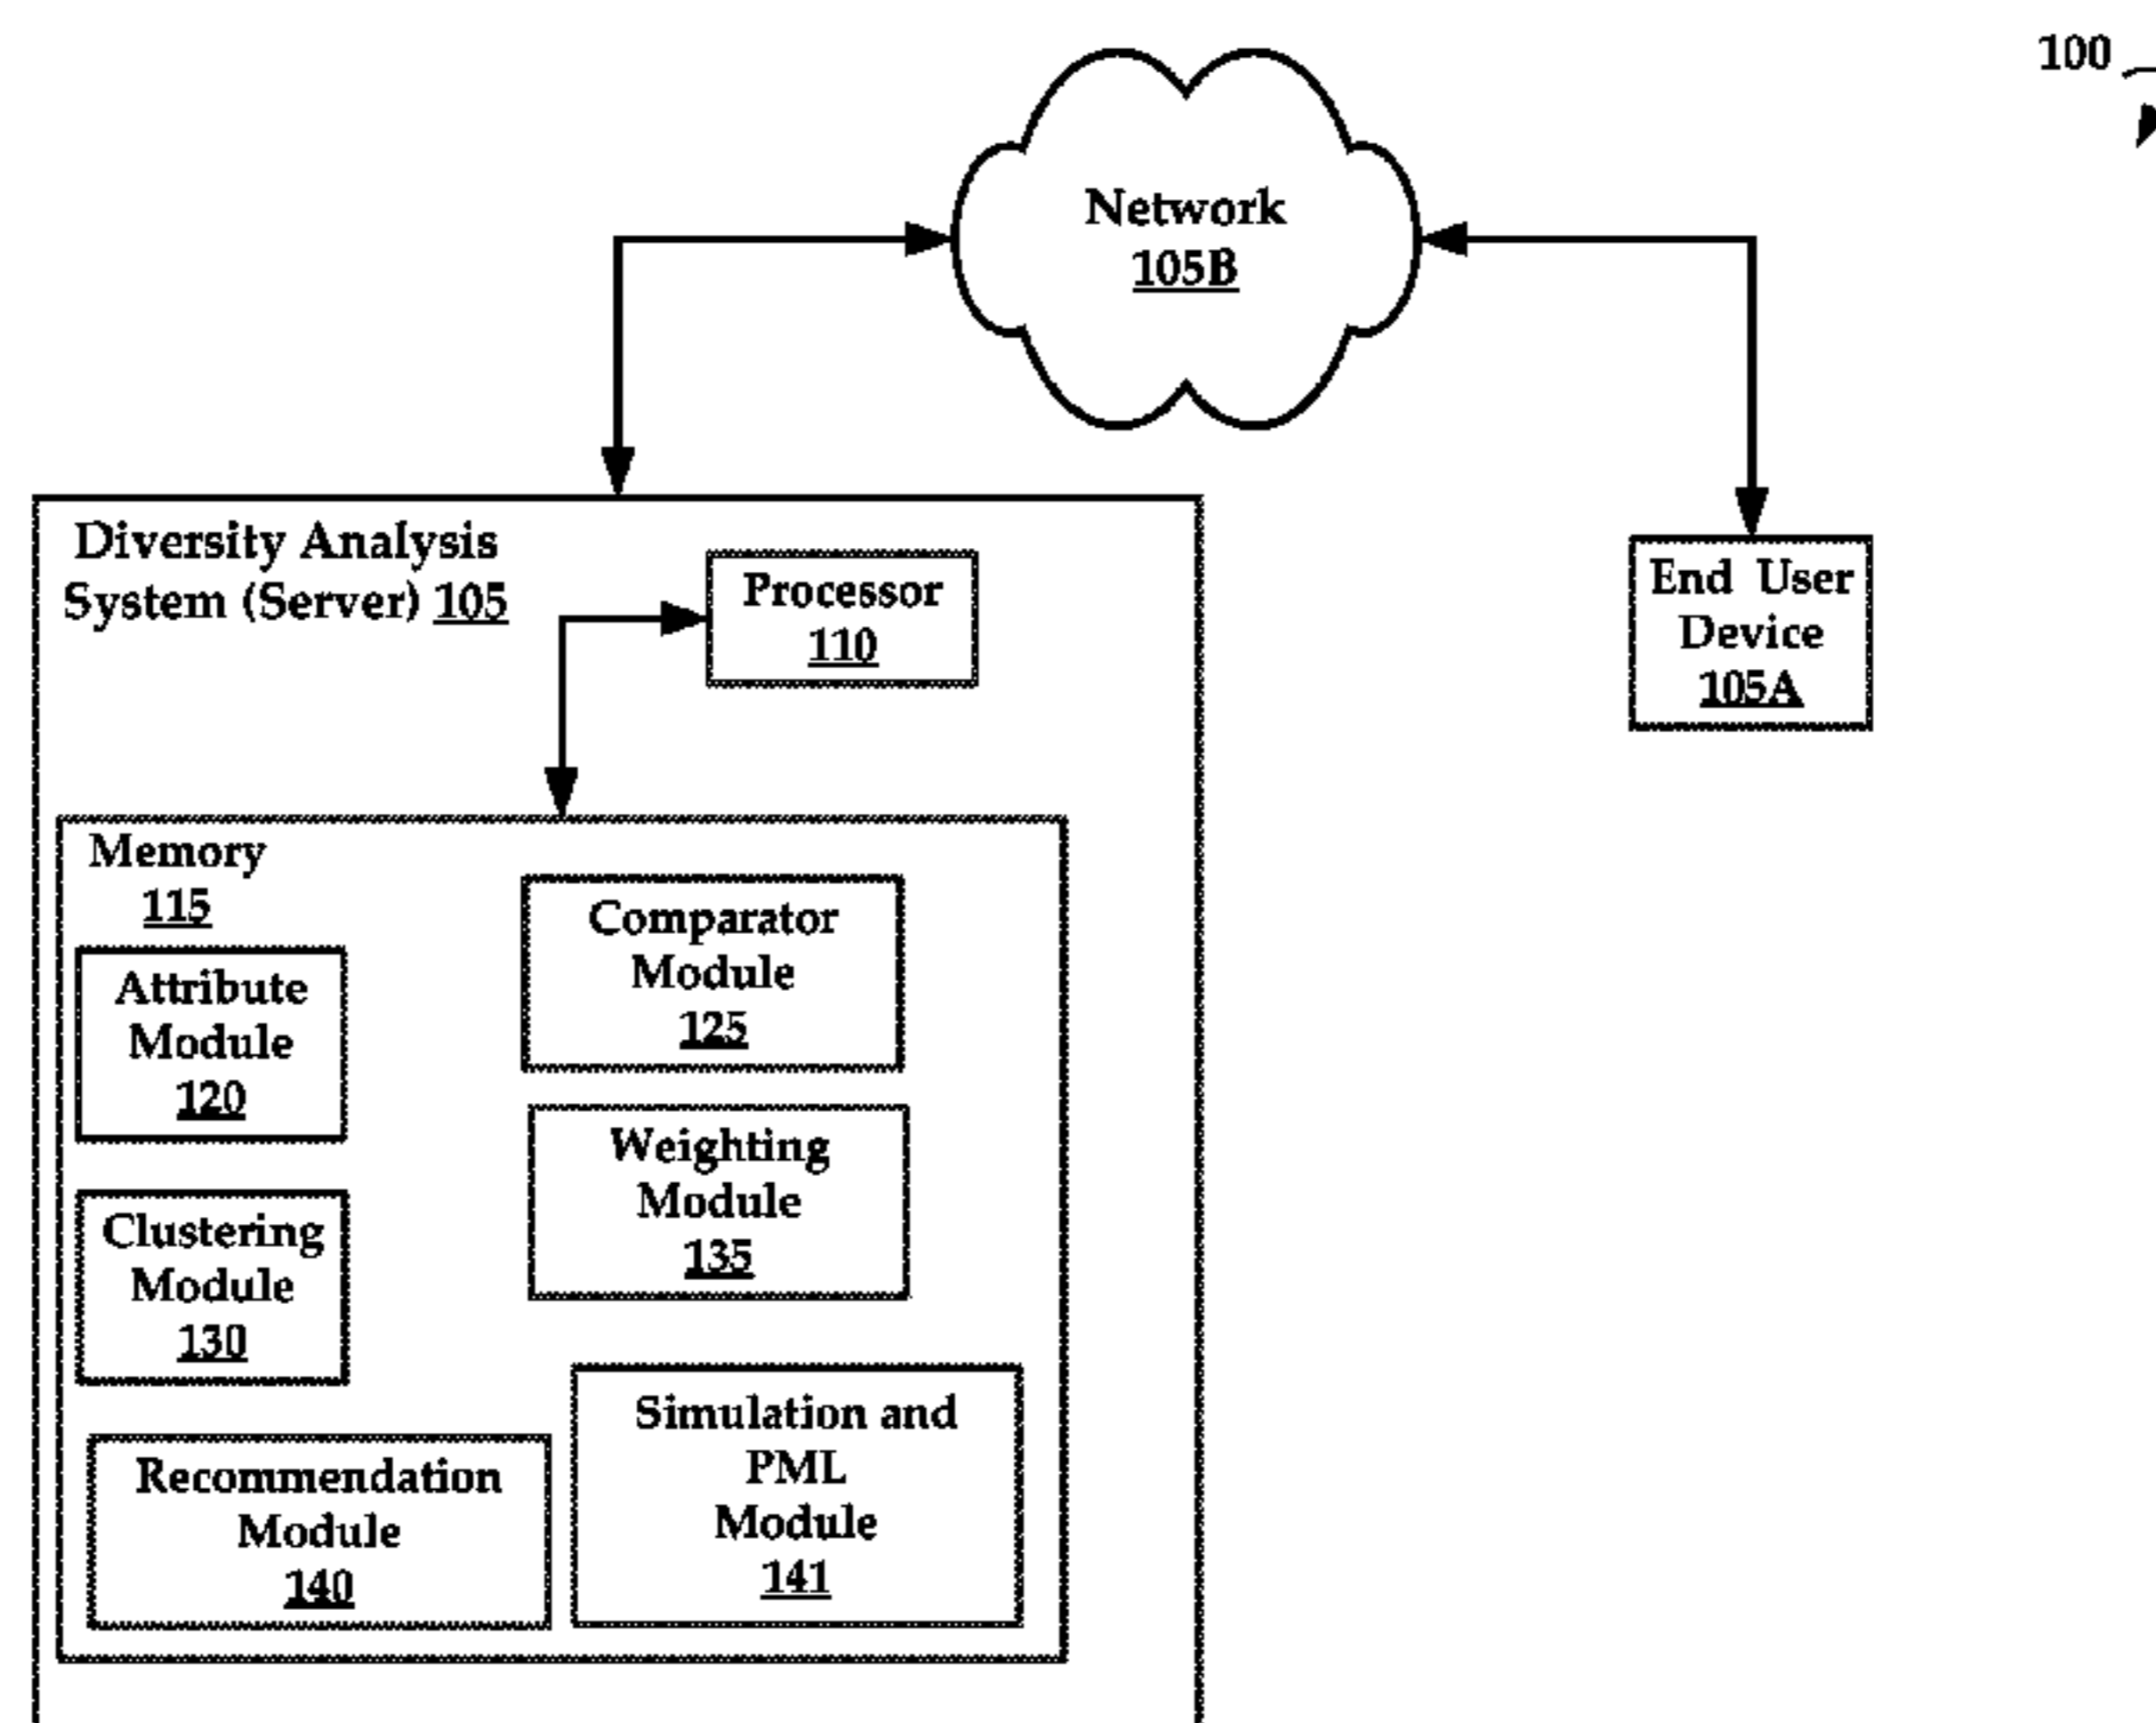 100
Network
105B
Diversity Analysis
System (Server) 105
Processor
110
End User
Device
105A
Memory
115
Comparator
Module
125
Attribute
Module
120
Weighting
Module
135
Clustering
Module
130
Simulation and
PML
Module
141
Recommendation
Module
140